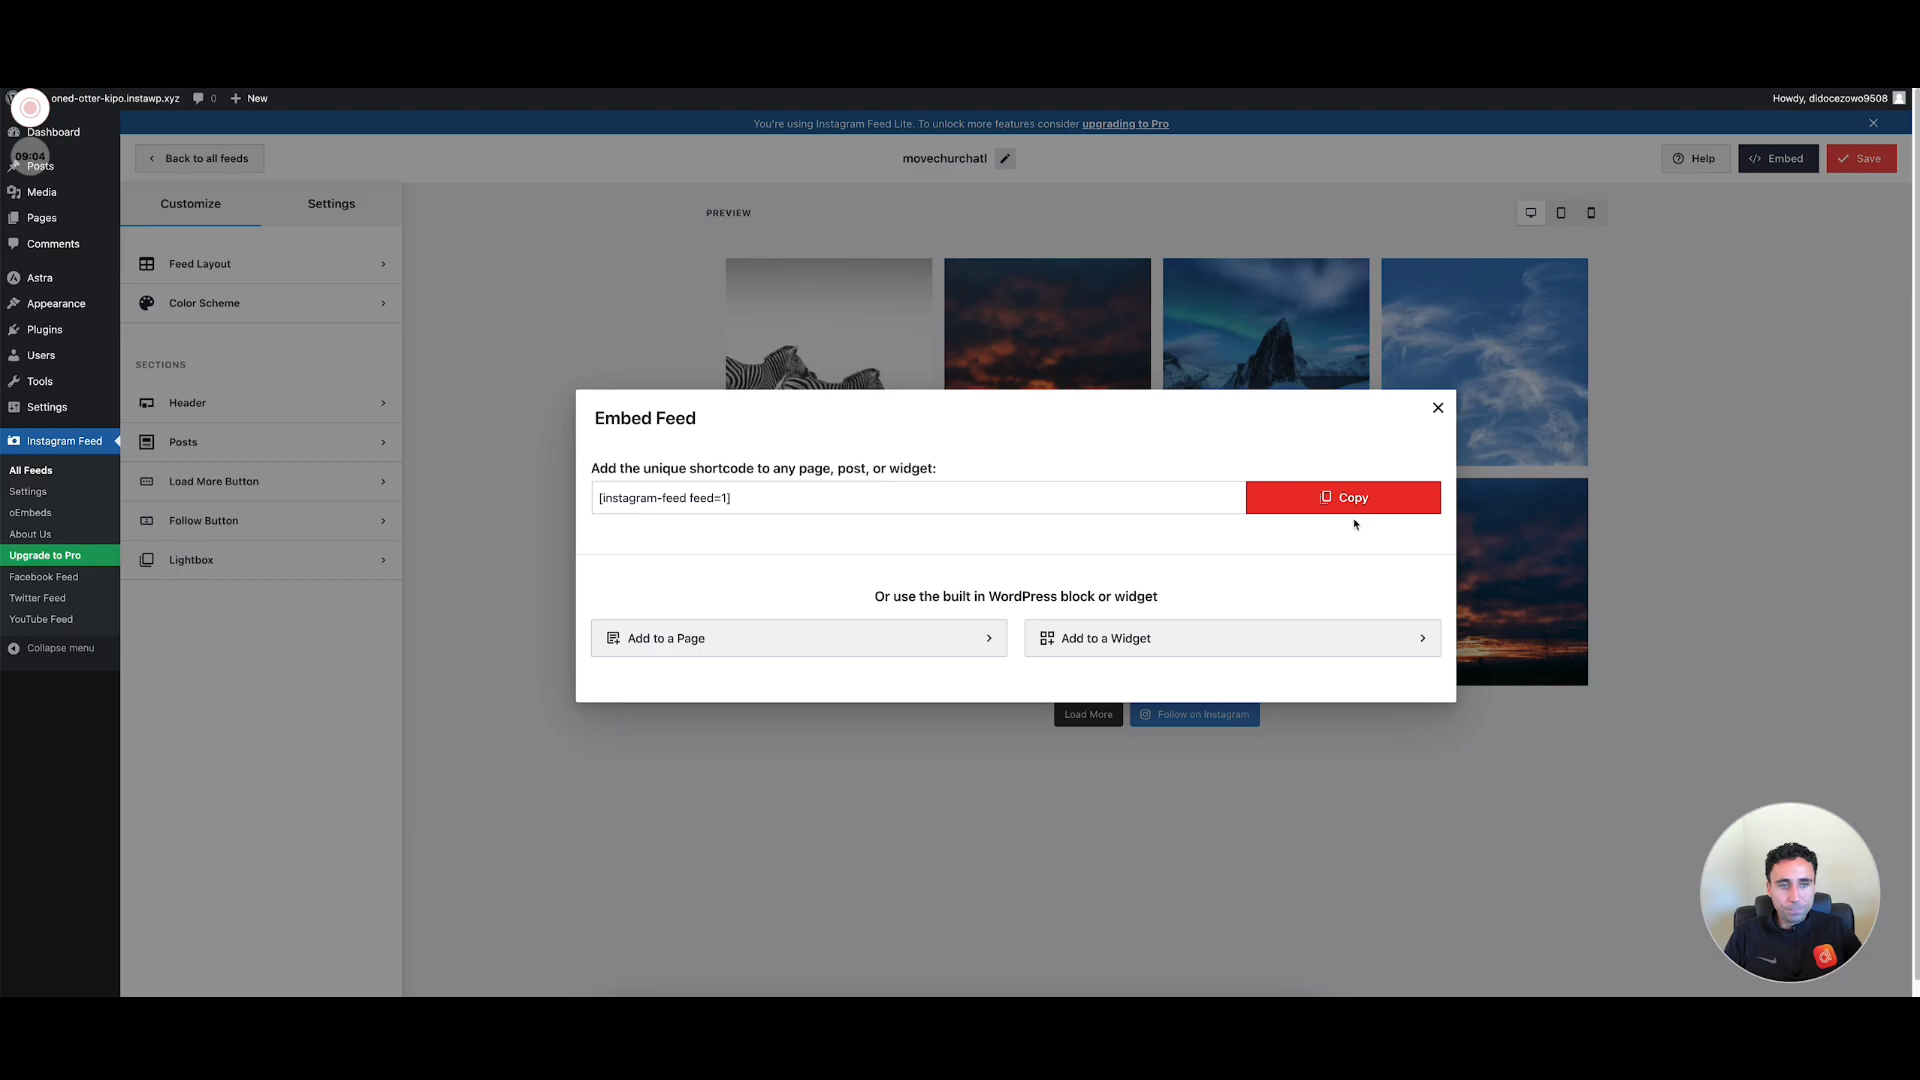 oned-otter-kipo.instawp.xyz 0 New
Howdy, didocezowo9508
You're using Instagram Feed Lite. To unlock more features consider upgrading to Pro
Dashboard
09:04
Posts
Media
Pages
Comments
Astra
Appearance
Plugins
Users
Tools
Settings
Instagram Feed
All Feeds
Settings
oEmbeds
About Us
Upgrade to Pro
Facebook Feed
Twitter Feed
YouTube Feed
Collapse menu
Back to all feeds
movechurchatl
Help
Embed
Save
Customize Settings
Feed Layout
Color Scheme
SECTIONS
Header
Posts
Load More Button
Follow Button
Lightbox
PREVIEW
Embed Feed
Add the unique shortcode to any page, post, or widget:
[instagram-feed feed=1]
Copy
Or use the built in WordPress block or widget
Add to a Page
Add to a Widget
Load More
Follow on Instagram
d